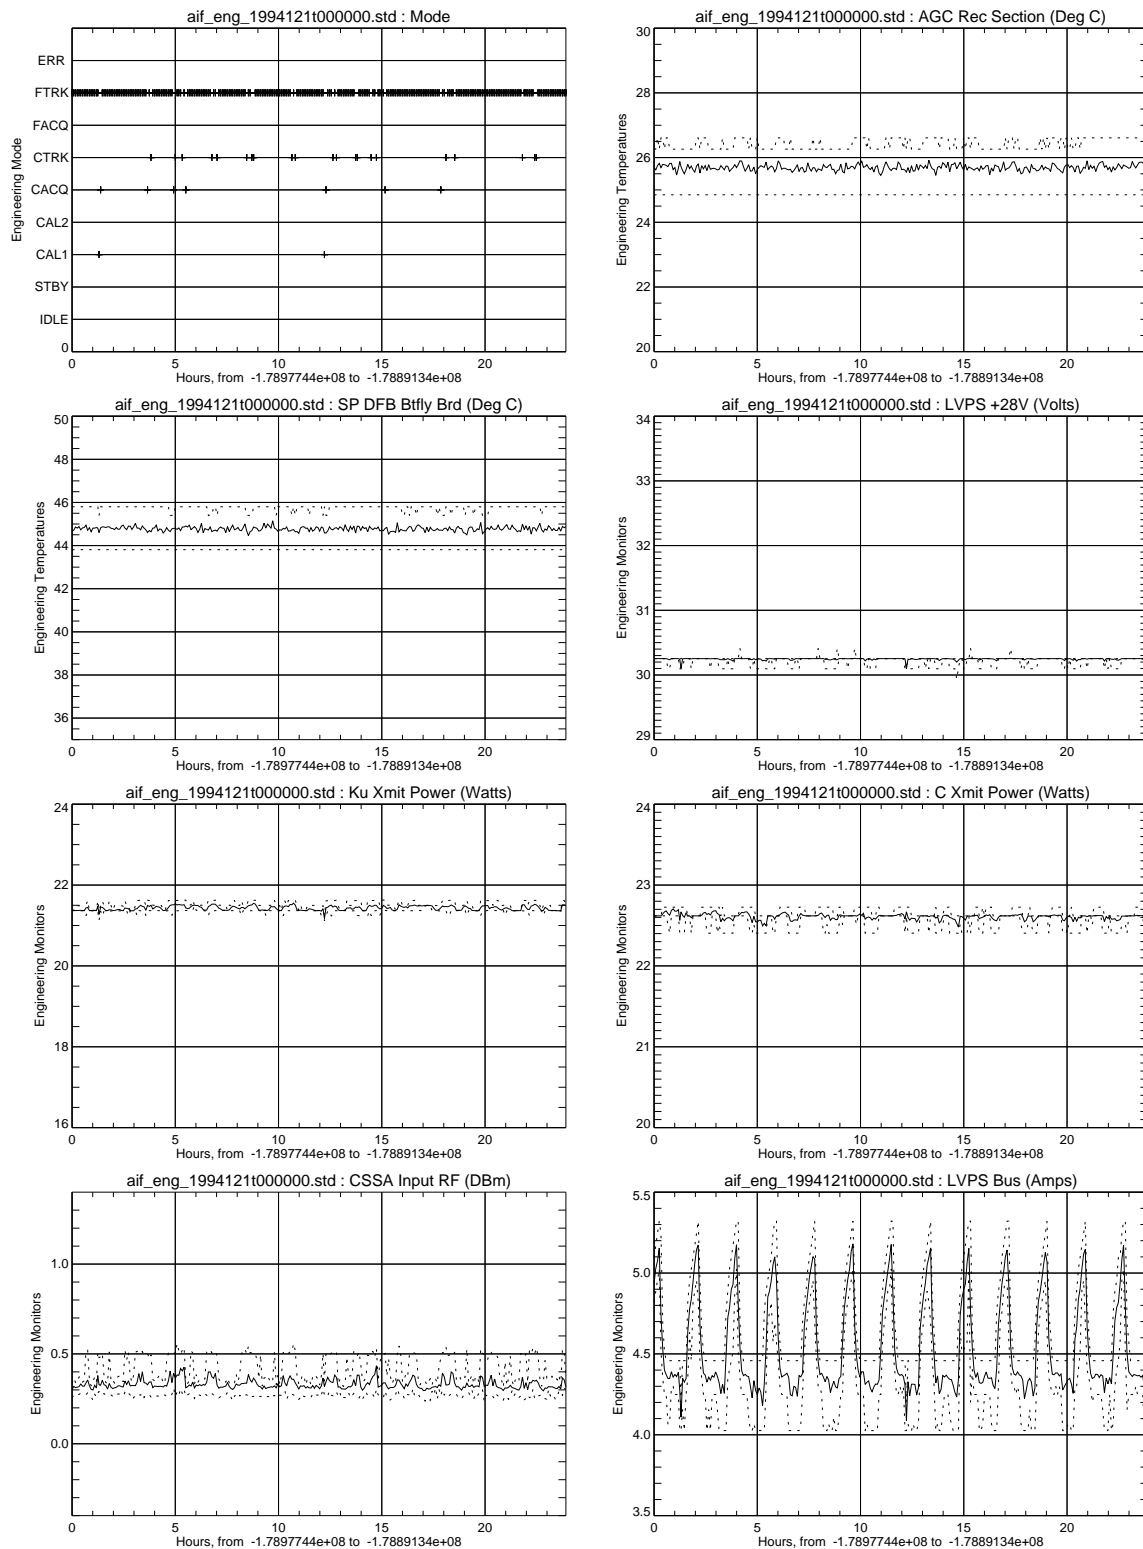 aif_eng_1994121t000000.std : Mode
Engineering Mode
ERR
FTRK
FACQ
CTRK
CACQ
CAL2
CAL1
STBY
IDLE
0
0 5 10 15 20
Hours, from -1.7897744e+08 to -1.7889134e+08
aif_eng_1994121t000000.std : AGC Rec Section (Deg C)
Engineering Temperatures
30
28
26
24
22
20
0 5 10 15 20
Hours, from -1.7897744e+08 to -1.7889134e+08
aif_eng_1994121t000000.std : SP DFB Btfly Brd (Deg C)
Engineering Temperatures
50
48
46
44
42
40
38
36
0 5 10 15 20
Hours, from -1.7897744e+08 to -1.7889134e+08
aif_eng_1994121t000000.std : LVPS +28V (Volts)
Engineering Monitors
34
33
32
31
30
29
0 5 10 15 20
Hours, from -1.7897744e+08 to -1.7889134e+08
aif_eng_1994121t000000.std : Ku Xmit Power (Watts)
Engineering Monitors
24
22
20
18
16
0 5 10 15 20
Hours, from -1.7897744e+08 to -1.7889134e+08
aif_eng_1994121t000000.std : C Xmit Power (Watts)
Engineering Monitors
24
23
22
21
20
0 5 10 15 20
Hours, from -1.7897744e+08 to -1.7889134e+08
aif_eng_1994121t000000.std : CSSA Input RF (DBm)
Engineering Monitors
1.0
0.5
0.0
0 5 10 15 20
Hours, from -1.7897744e+08 to -1.7889134e+08
aif_eng_1994121t000000.std : LVPS Bus (Amps)
Engineering Monitors
5.5
5.0
4.5
4.0
3.5
0 5 10 15 20
Hours, from -1.7897744e+08 to -1.7889134e+08